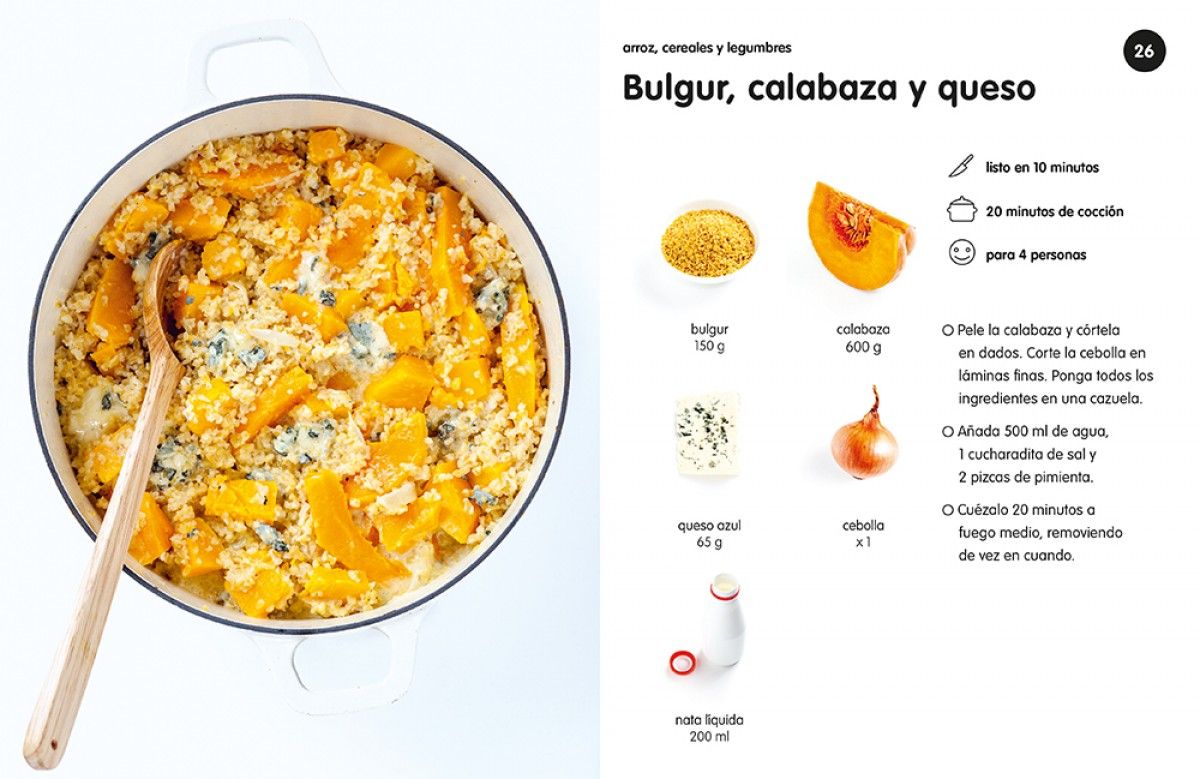 arroz, cereales y legumbres
26
Bulgur, calabaza y queso
listo en 10 minutos
20 minutos de cocción
para 4 personas
bulgur
150 g
calabaza
600 g
queso azul
65 g
cebolla
x 1
nata líquida
200 ml
Pele la calabaza y córtela
en dados. Corte la cebolla en
láminas finas. Ponga todos los
ingredientes en una cazuela.
Añada 500 ml de agua,
1 cucharadita de sal y
2 pizcas de pimienta.
Cuézalo 20 minutos a
fuego medio, removiendo
de vez en cuando.